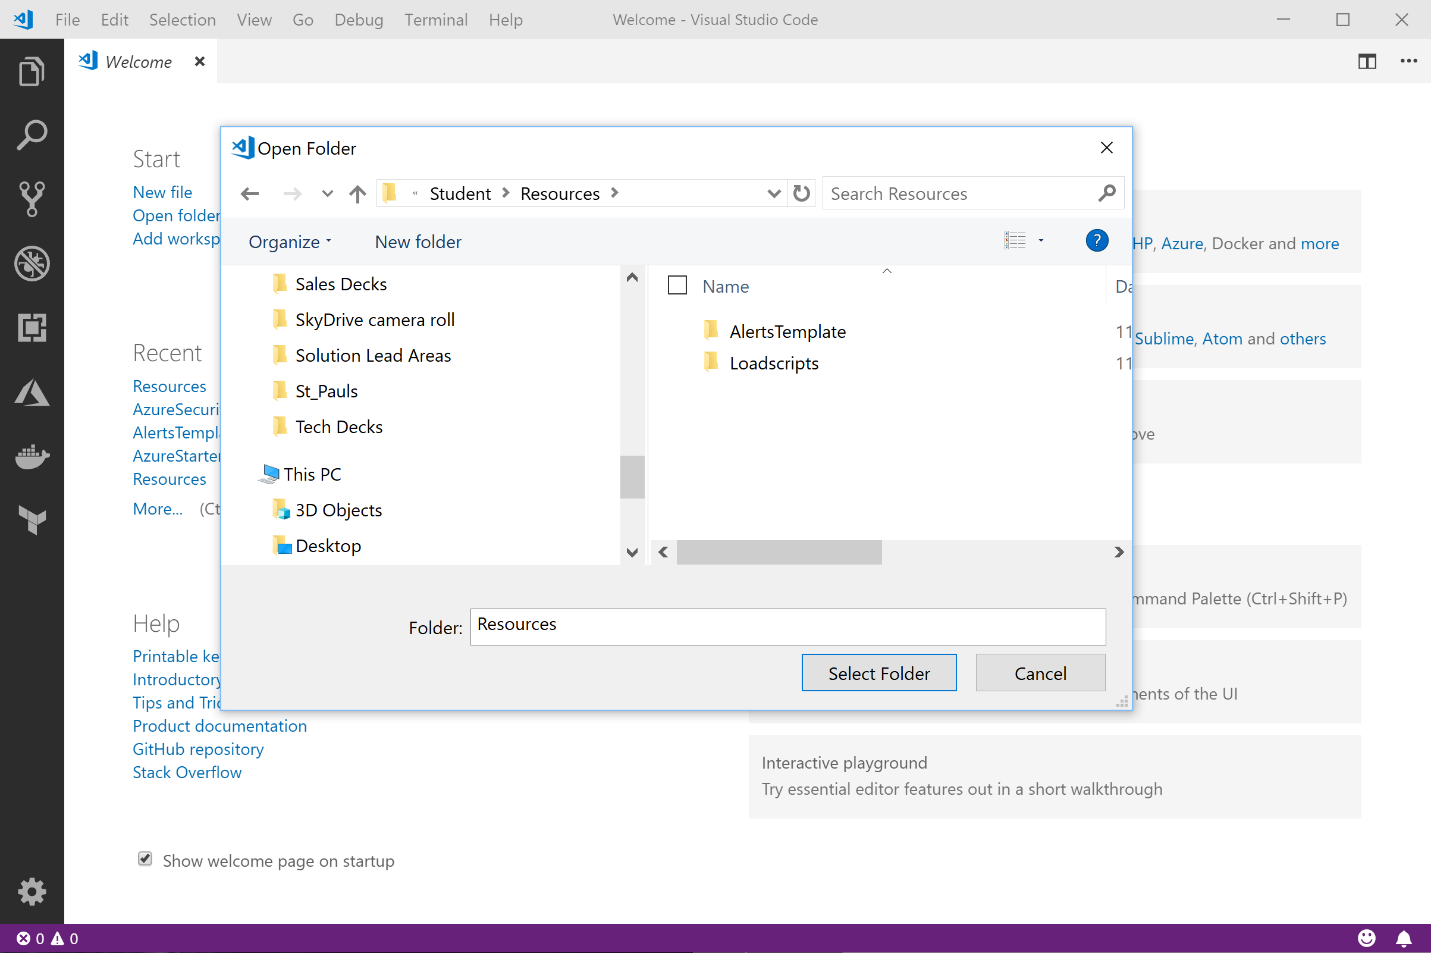 File Edit Selection View Go Debug Terminal Help Welcome - Visual Studio Code
Welcome
Open Folder
Student Resources Search Resources
Organize New folder ?
Sales Decks
SkyDrive camera roll
Solution Lead Areas
St_Pauls
Tech Decks
This PC
3D Objects
Desktop
Name
AlertsTemplate 11
Loadscripts 11
Folder: Resources
Select Folder Cancel
Start
New file
Open folder
Add worksp
Recent
Resources
AzureSecuri
AlertsTempl
AzureStarter
Resources
More... (Ct
Help
Printable ke
Introductory
Tips and Tric
Product documentation
GitHub repository
Stack Overflow
Show welcome page on startup
HP, Azure, Docker and more
Sublime, Atom and others
ove
mmand Palette (Ctrl+Shift+P)
nents of the UI
Interactive playground
Try essential editor features out in a short walkthrough
0 0